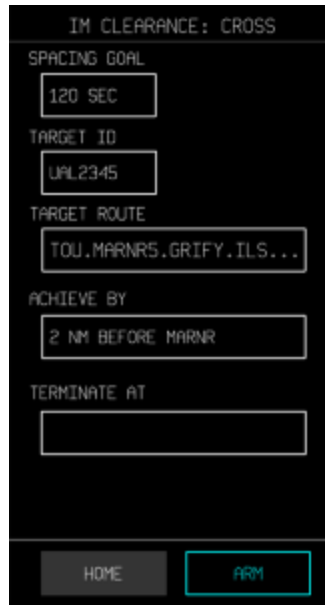 IM CLEARANCE: CROSS
SPACING GOAL
120 SEC
TARGET ID
UAL2345
TARGET ROUTE
TOU.MARNR5.GRIFY.ILS...
ACHIEVE BY
2 NM BEFORE MARNR
TERMINATE AT
HOME
ARM